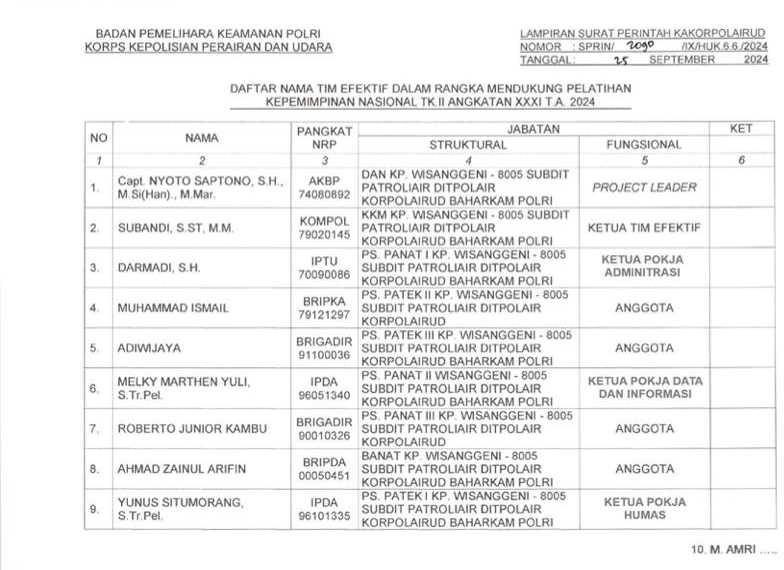 BADAN PEMELIHARA KEAMANAN POLRI
KORPS KEPOLISIAN PERAIRAN DAN UDARA
LAMPIRAN SURAT PERINTAH KAKORPOLAIRUD
NOMOR : SPRIN/ 2090 /IX/HUK.6.6./2024
TANGGAL: 25 SEPTEMBER 2024
DAFTAR NAMA TIM EFEKTIF DALAM RANGKA MENDUKUNG PELATIHAN
KEPEMIMPINAN NASIONAL TK.II ANGKATAN XXXI T.A. 2024
NO NAMA PANGKAT NRP JABATAN KET
STRUKTURAL FUNGSIONAL
1 2 3 4 5 6
1. Capt. NYOTO SAPTONO, S.H., AKBP DAN KP. WISANGGENI - 8005 SUBDIT PROJECT LEADER
M.Si(Han)., M.Mar. 74080892 PATROLIAIR DITPOLAIR
KORPOLAIRUD BAHARKAM POLRI
2. SUBANDI, S.ST, M.M. KOMPOL KKM KP. WISANGGENI - 8005 SUBDIT KETUA TIM EFEKTIF
79020145 PATROLIAIR DITPOLAIR
KORPOLAIRUD BAHARKAM POLRI
3. DARMADI, S.H. IPTU PS. PANAT I KP. WISANGGENI - 8005 KETUA POKJA
70090086 SUBDIT PATROLIAIR DITPOLAIR ADMINITRASI
KORPOLAIRUD BAHARKAM POLRI
4. MUHAMMAD ISMAIL BRIPKA PS. PATEK II KP. WISANGGENI - 8005 ANGGOTA
79121297 SUBDIT PATROLIAIR DITPOLAIR
KORPOLAIRUD
5. ADIWIJAYA BRIGADIR PS. PATEK III KP. WISANGGENI - 8005 ANGGOTA
91100036 SUBDIT PATROLIAIR DITPOLAIR
KORPOLAIRUD BAHARKAM POLRI
6. MELKY MARTHEN YULI, IPDA PS. PANAT II WISANGGENI - 8005 KETUA POKJA DATA
S.Tr.Pel. 96051340 SUBDIT PATROLIAIR DITPOLAIR DAN INFORMASI
KORPOLAIRUD BAHARKAM POLRI
7. ROBERTO JUNIOR KAMBU BRIGADIR PS. PANAT III KP. WISANGGENI - 8005 ANGGOTA
90010326 SUBDIT PATROLIAIR DITPOLAIR
KORPOLAIRUD
8. AHMAD ZAINUL ARIFIN BRIPDA BANAT KP. WISANGGENI - 8005 ANGGOTA
00050451 SUBDIT PATROLIAIR DITPOLAIR
KORPOLAIRUD BAHARKAM POLRI
9. YUNUS SITUMORANG, IPDA PS. PATEK I KP. WISANGGENI - 8005 KETUA POKJA
S.Tr.Pel. 96101335 SUBDIT PATROLIAIR DITPOLAIR HUMAS
KORPOLAIRUD BAHARKAM POLRI
10. M. AMRI .....